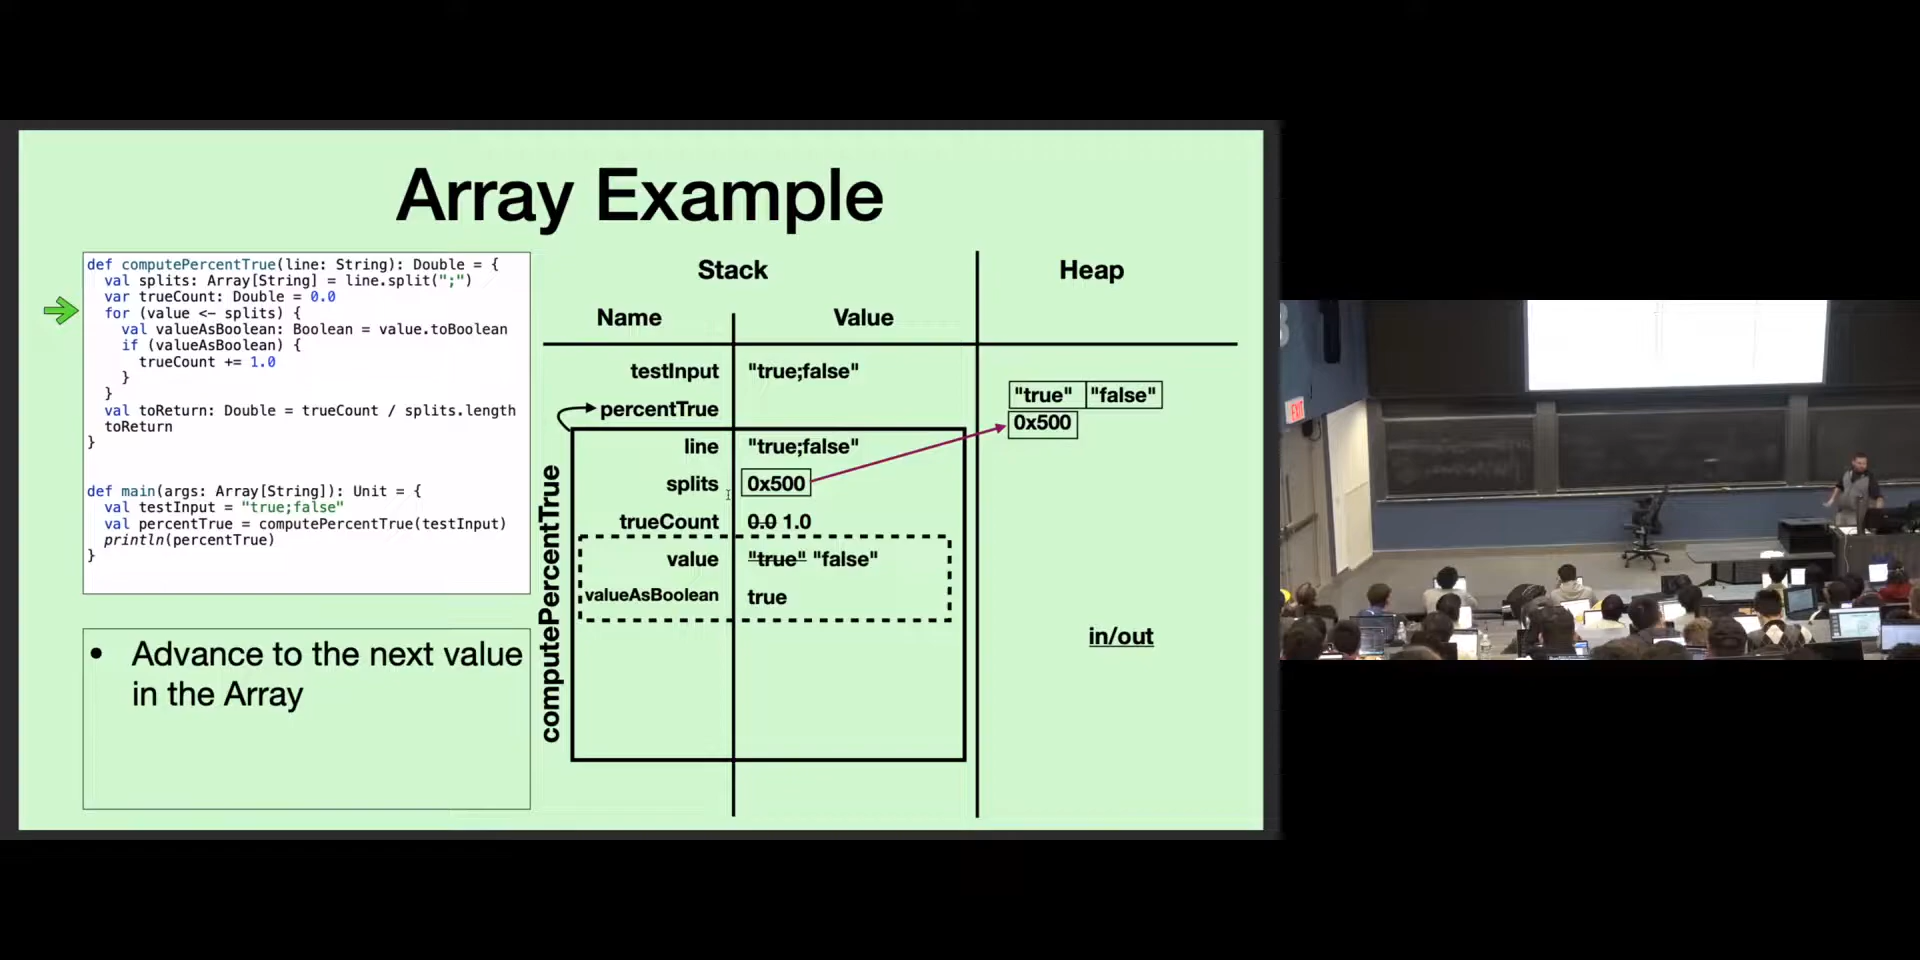 Array Example
def computePercentTrue(line: String): Double = {
  val splits: Array[String] = line.split(";")
  var trueCount: Double = 0.0
  for (value <- splits) {
    val valueAsBoolean: Boolean = value.toBoolean
    if (valueAsBoolean) {
      trueCount += 1.0
    }
  }
  val toReturn: Double = trueCount / splits.length
  toReturn
}
def main(args: Array[String]): Unit = {
  val testInput = "true;false"
  val percentTrue = computePercentTrue(testInput)
  println(percentTrue)
}
• Advance to the next value
in the Array
Stack
Heap
Name Value
testInput "true;false"
percentTrue
computePercentTrue
line "true;false"
splits 0x500
trueCount 0.0 1.0
value "true" "false"
valueAsBoolean true
"true" "false"
0x500
in/out
EXIT